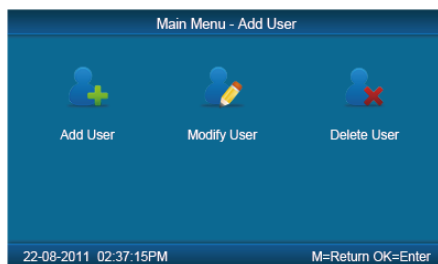 Main Menu - Add User
Add User Modify User Delete User
22-08-2011 02:37:15PM M=Return OK=Enter